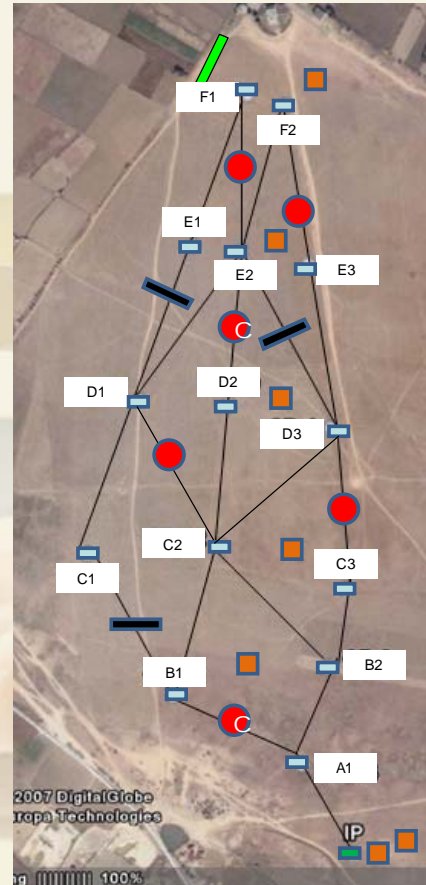 F1
F2
E1
E2
E3
C
D1
D2
D3
C2
C1
C3
B1
B2
C
A1
2007 DigitalGlobe
uropa Technologies
IP
ng |||||||||| 100%